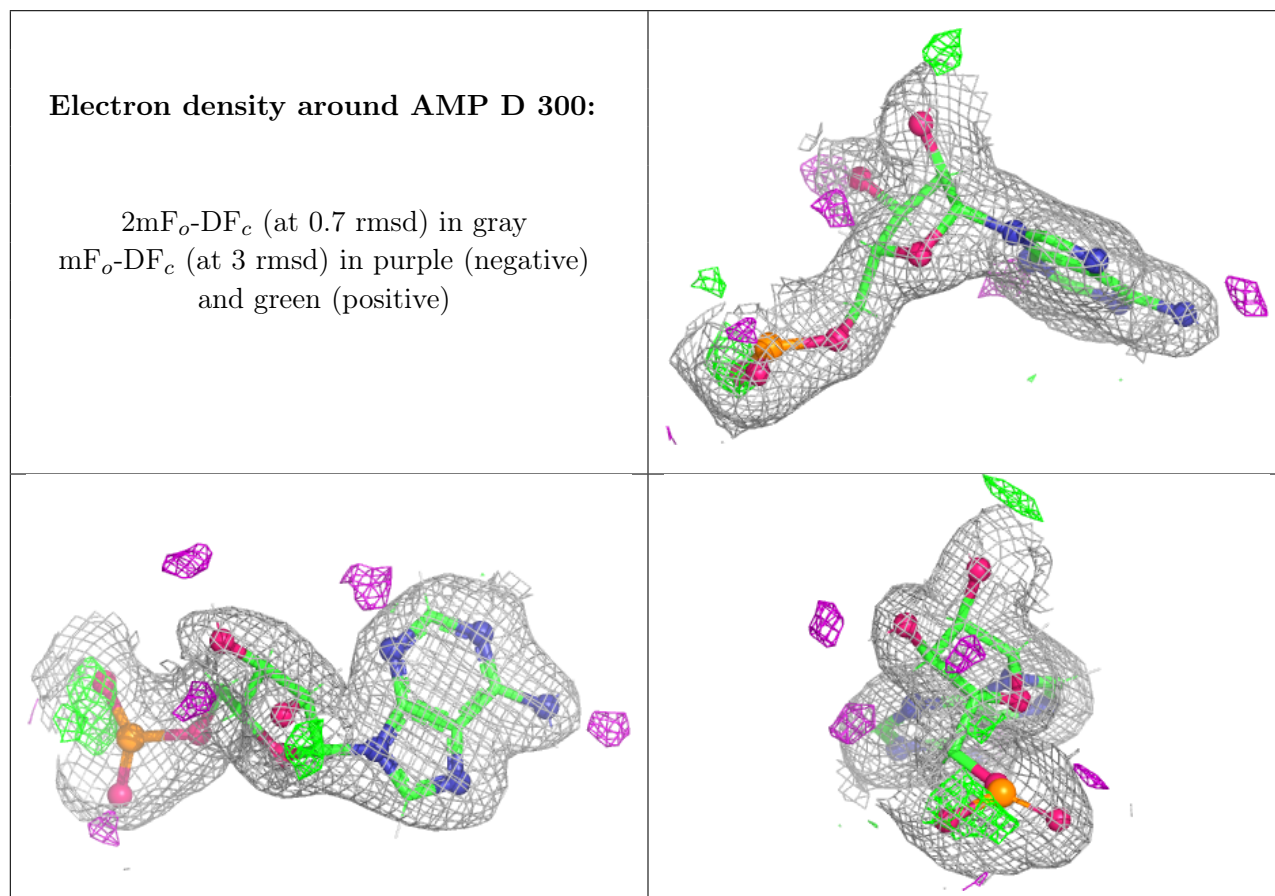 Electron density around AMP D 300:
2mFo-DFc (at 0.7 rmsd) in gray
mFo-DFc (at 3 rmsd) in purple (negative)
and green (positive)